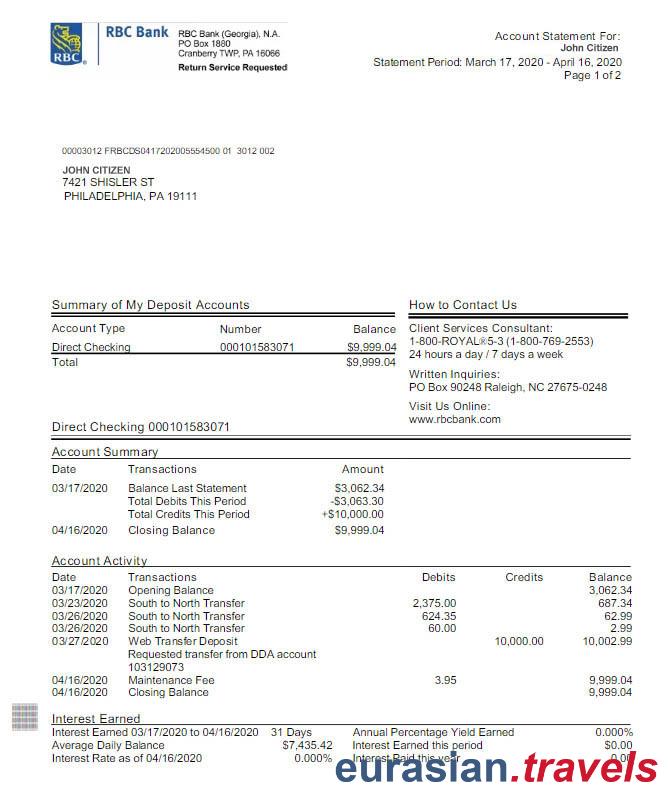 RBC
RBC Bank
RBC Bank (Georgia), N.A.
PO Box 1880
Cranberry TWP, PA 16066
Return Service Requested
Account Statement For:
John Citizen
Statement Period: March 17, 2020 - April 16, 2020
Page 1 of 2
00003012 FRBCDS0417202005554500 01 3012 002
JOHN CITIZEN
7421 SHISLER ST
PHILADELPHIA, PA 19111
Summary of My Deposit Accounts
Account Type Number Balance
Direct Checking 000101583071 $9,999.04
Total $9,999.04
How to Contact Us
Client Services Consultant:
1-800-ROYAL®5-3 (1-800-769-2553)
24 hours a day / 7 days a week
Written Inquiries:
PO Box 90248 Raleigh, NC 27675-0248
Visit Us Online:
www.rbcbank.com
Direct Checking 000101583071
Account Summary
Date Transactions Amount
03/17/2020 Balance Last Statement $3,062.34
Total Debits This Period -$3,063.30
Total Credits This Period +$10,000.00
04/16/2020 Closing Balance $9,999.04
Account Activity
Date Transactions Debits Credits Balance
03/17/2020 Opening Balance 3,062.34
03/23/2020 South to North Transfer 2,375.00 687.34
03/26/2020 South to North Transfer 624.35 62.99
03/26/2020 South to North Transfer 60.00 2.99
03/27/2020 Web Transfer Deposit 10,000.00 10,002.99
Requested transfer from DDA account
103129073
04/16/2020 Maintenance Fee 3.95 9,999.04
04/16/2020 Closing Balance 9,999.04
Interest Earned
Interest Earned 03/17/2020 to 04/16/2020 31 Days Annual Percentage Yield Earned 0.000%
Average Daily Balance $7,435.42 Interest Earned this period $0.00
Interest Rate as of 04/16/2020 0.000% Interest Paid this year 0.00
eurasian.travels